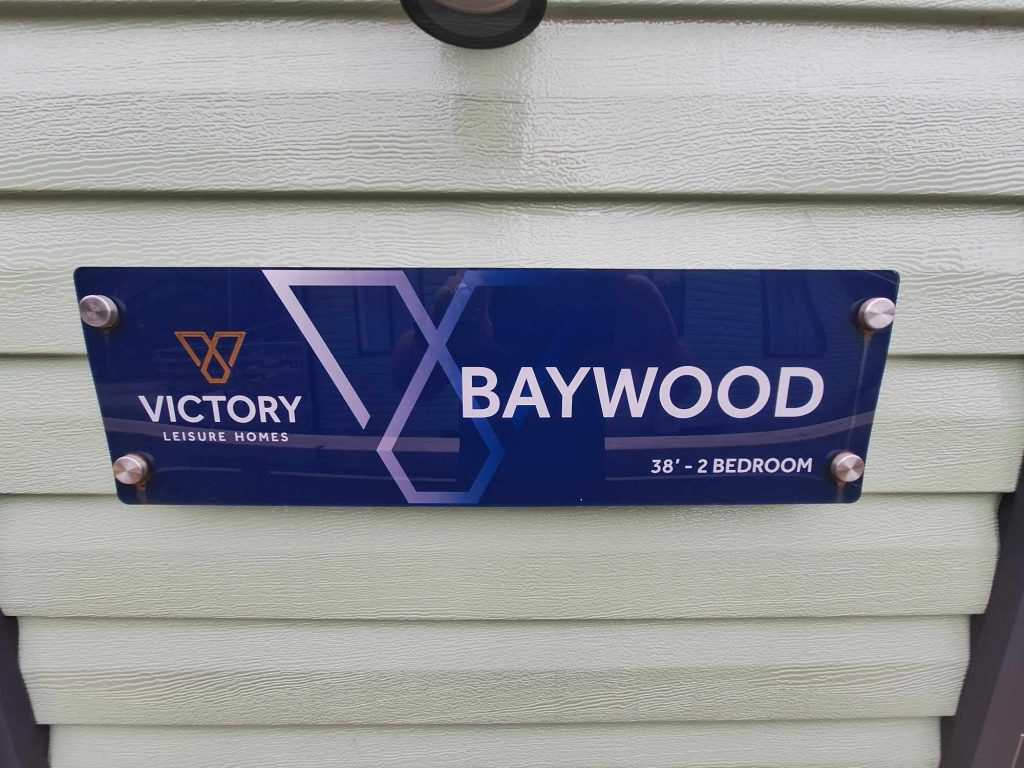 VICTORY
LEISURE HOMES
BAYWOOD
38' - 2 BEDROOM